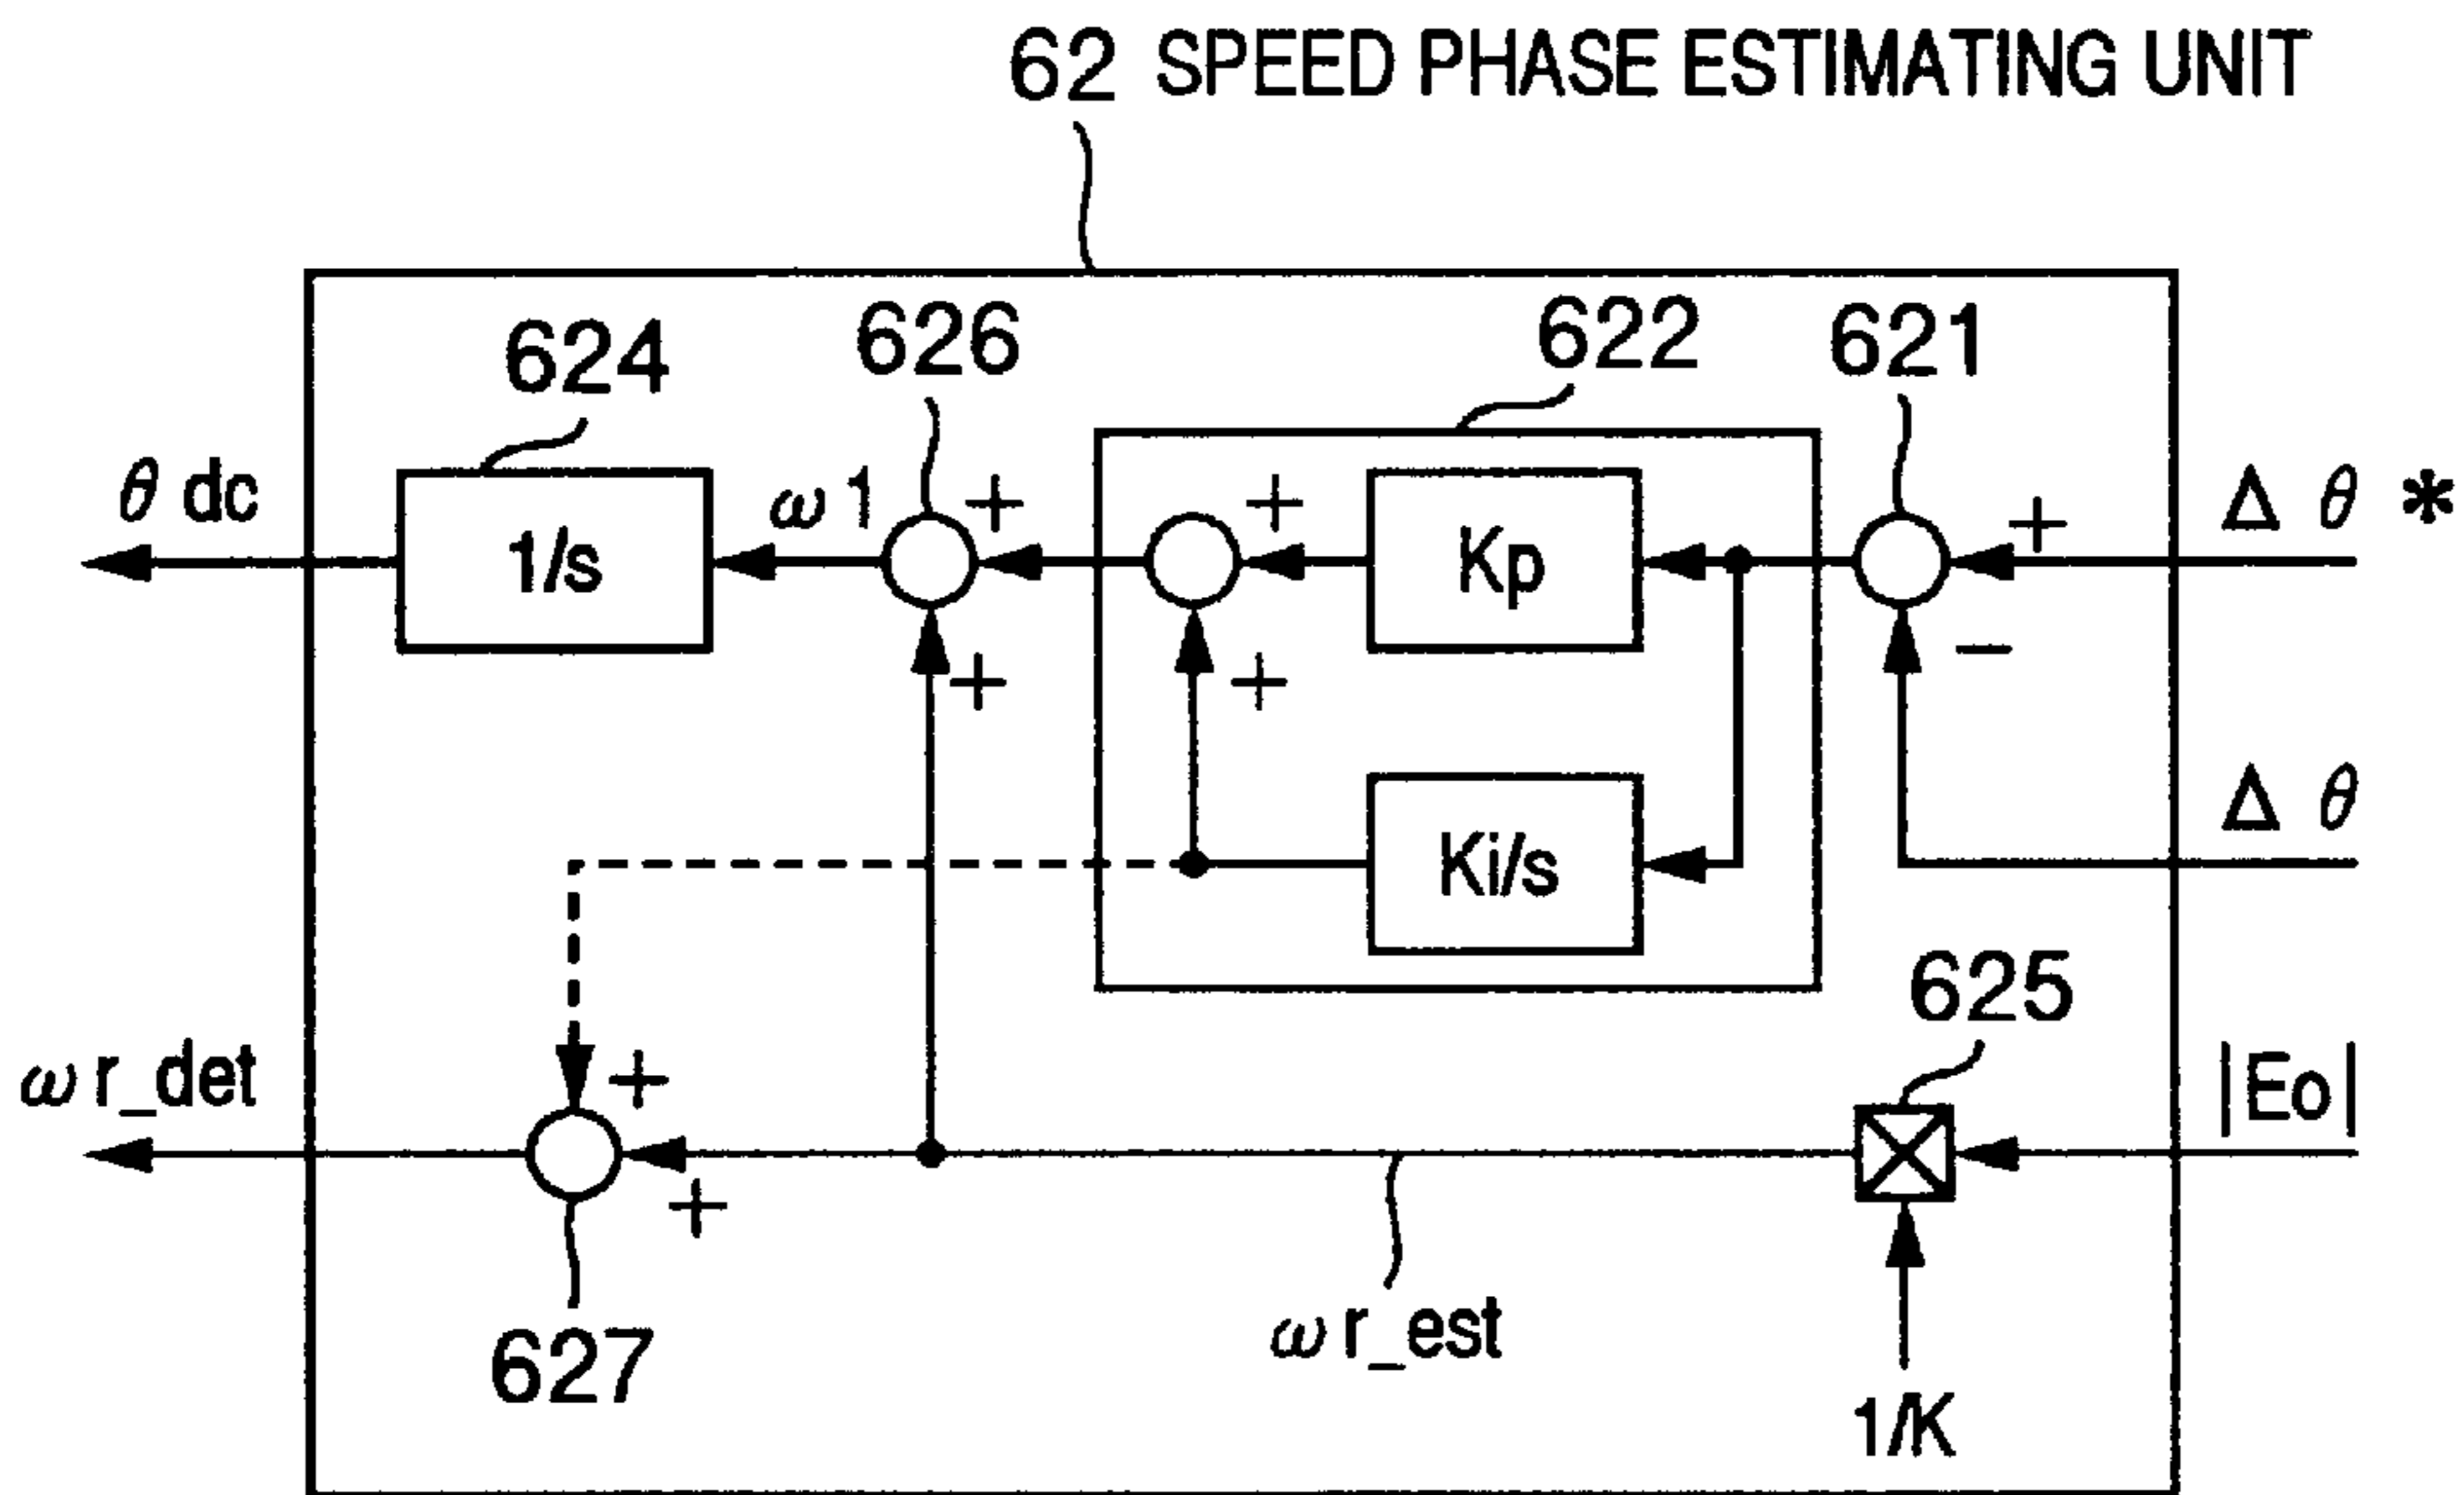 62 SPEED PHASE ESTIMATING UNIT
624
626
622
621
θ dc
1/s
ω 1
+
+
Kp
+
Δ θ *
+
+
−
Ki/s
Δ θ
625
ω r_det
+
|Eo|
+
ω r_est
627
1/K